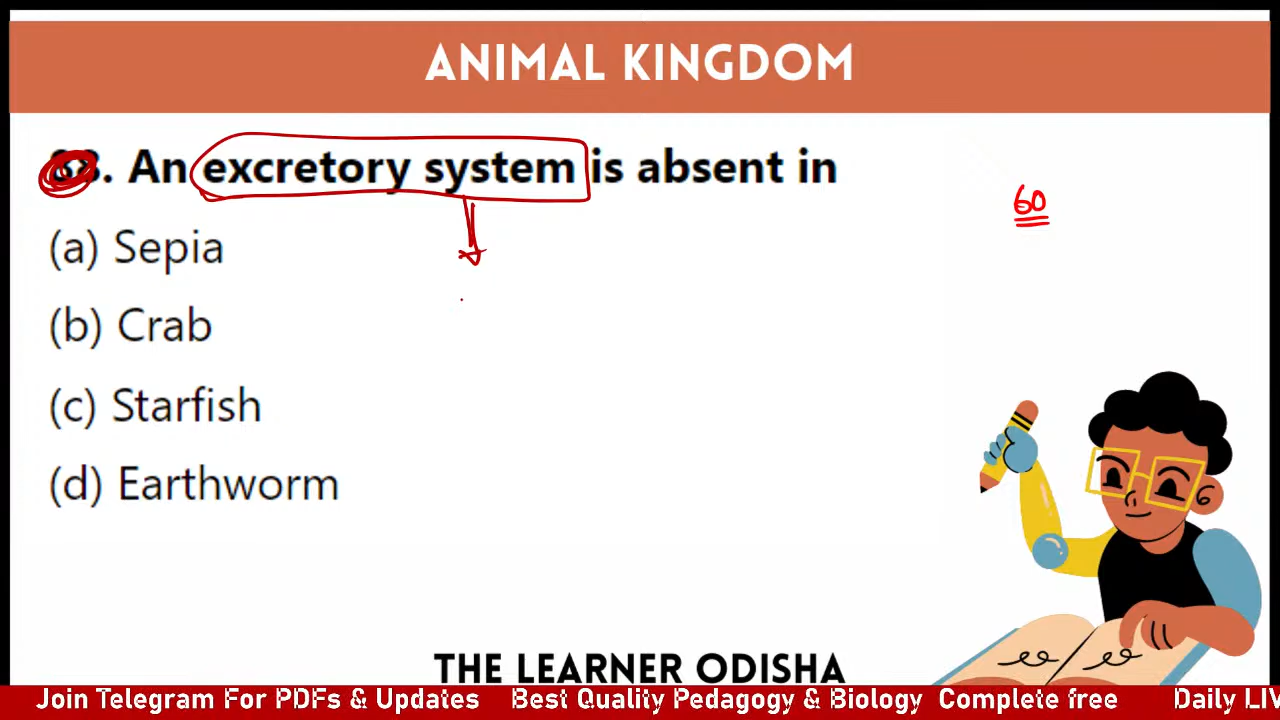 ANIMAL KINGDOM
88. An excretory system is absent in
60
(a) Sepia
(b) Crab
(c) Starfish
(d) Earthworm
THE LEARNER ODISHA
Join Telegram For PDFs & Updates Best Quality Pedagogy & Biology Complete free Daily LIV